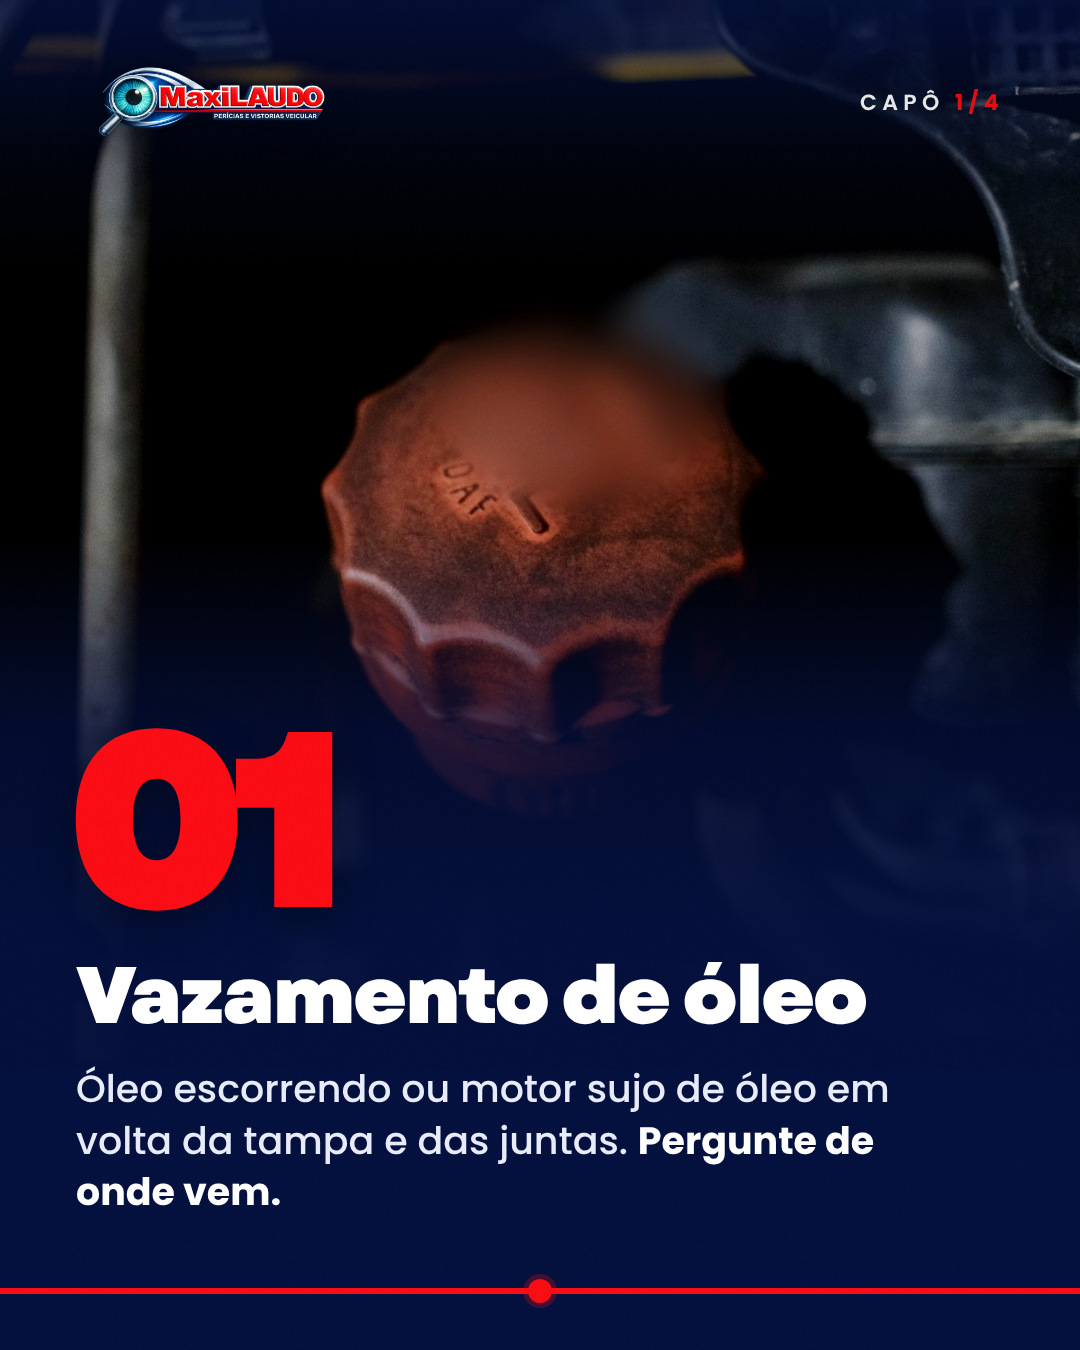 MaxiLAUDO
PERÍCIAS E VISTORIAS VEICULAR
CAPÔ 1/4
DAF
01
Vazamento de óleo
Óleo escorrendo ou motor sujo de óleo em
volta da tampa e das juntas. Pergunte de
onde vem.